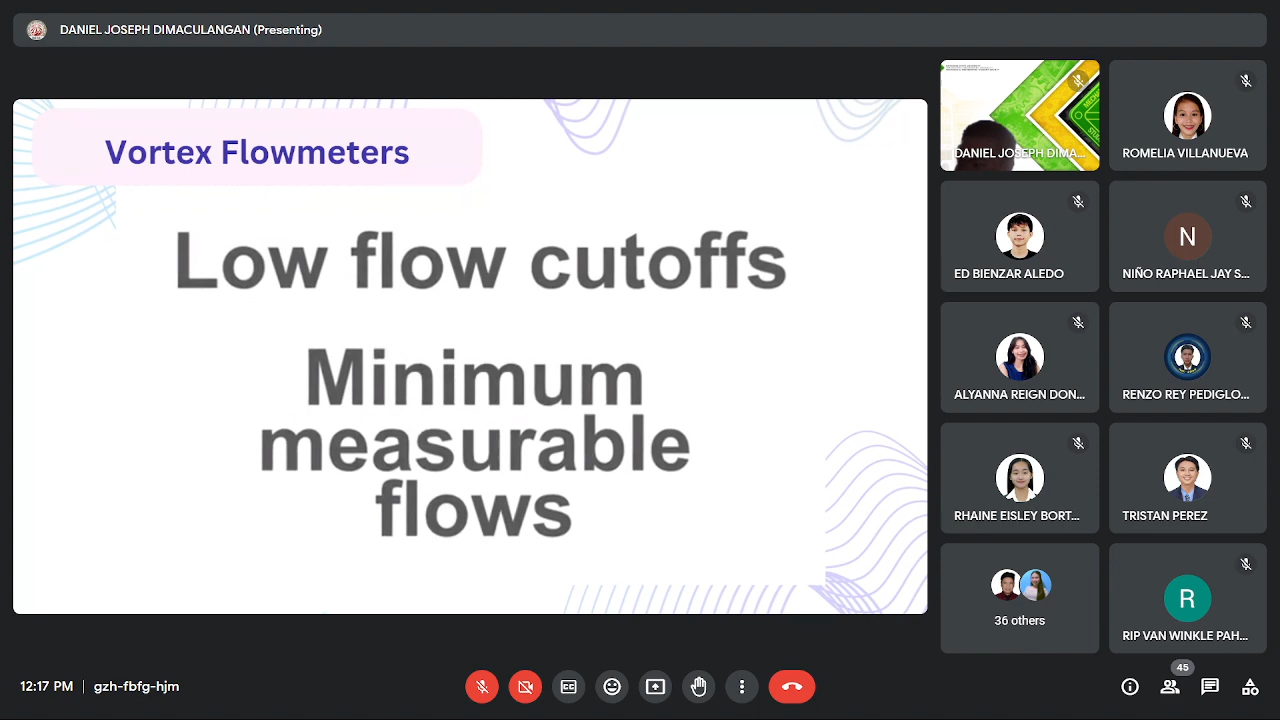 DANIEL JOSEPH DIMACULANGAN (Presenting)
Vortex Flowmeters
Low flow cutoffs
Minimum
measurable
flows
DANIEL JOSEPH DIMA...
ROMELIA VILLANUEVA
ED BIENZAR ALEDO
N
NIÑO RAPHAEL JAY S...
ALYANNA REIGN DON...
RENZO REY PEDIGLO...
RHAINE EISLEY BORT...
TRISTAN PEREZ
36 others
R
RIP VAN WINKLE PAH...
12:17 PM | gzh-fbfg-hjm
45